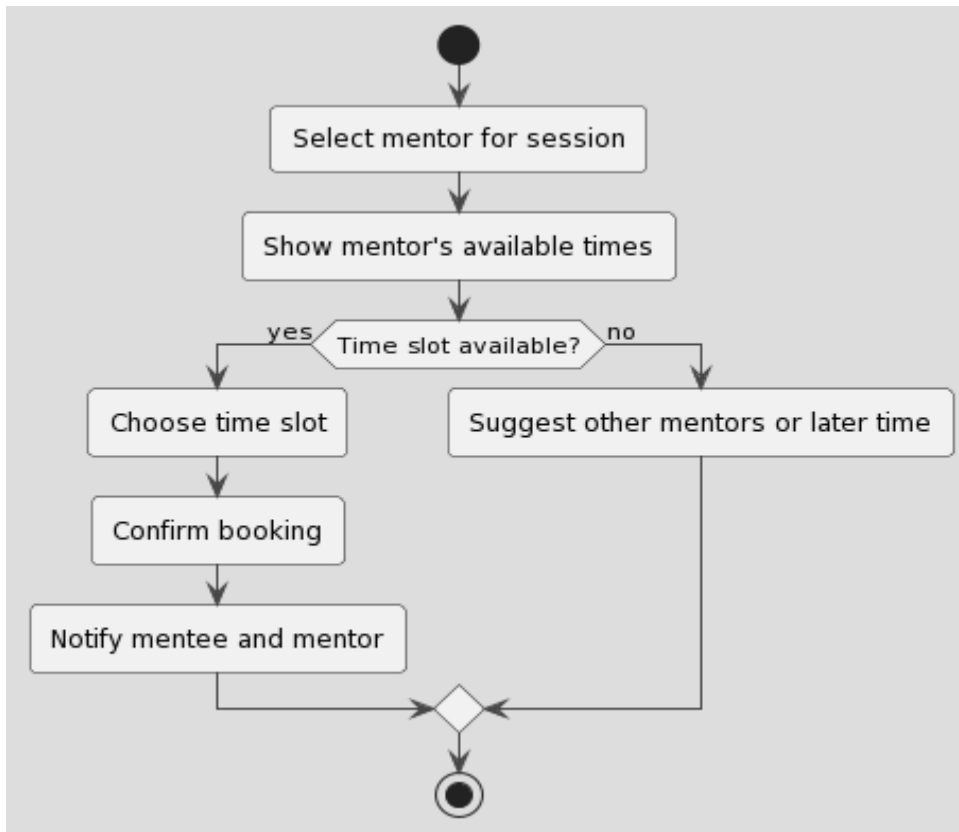 Select mentor for session
Show mentor's available times
yes
Time slot available?
no
Choose time slot
Suggest other mentors or later time
Confirm booking
Notify mentee and mentor